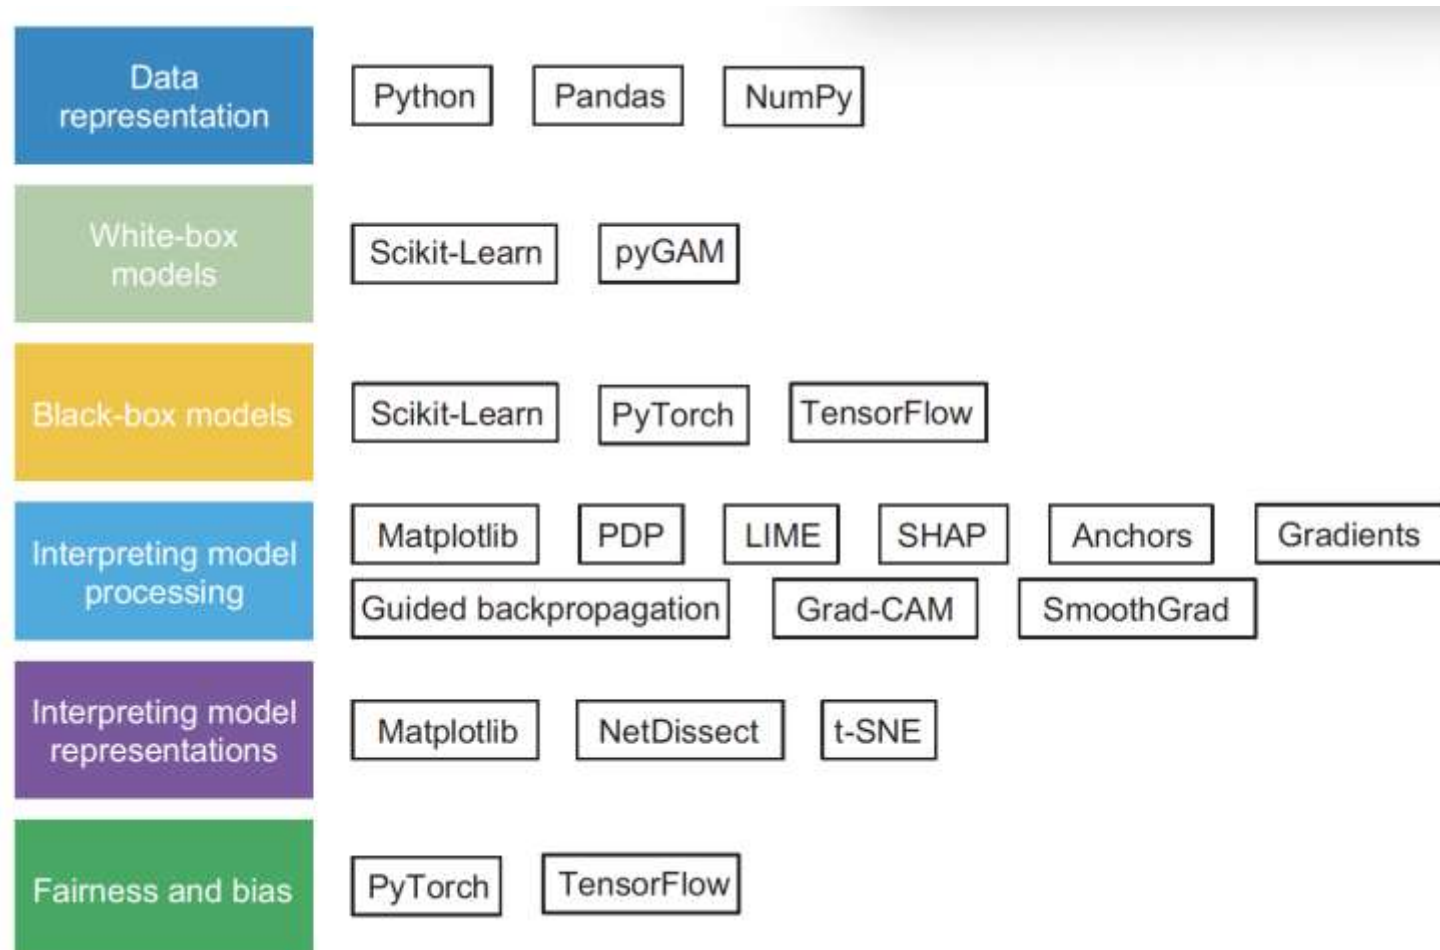 Data
representation
Python Pandas NumPy
White-box
models
Scikit-Learn pyGAM
Black-box models
Scikit-Learn PyTorch TensorFlow
Interpreting model
processing
Matplotlib PDP LIME SHAP Anchors Gradients
Guided backpropagation Grad-CAM SmoothGrad
Interpreting model
representations
Matplotlib NetDissect t-SNE
Fairness and bias
PyTorch TensorFlow